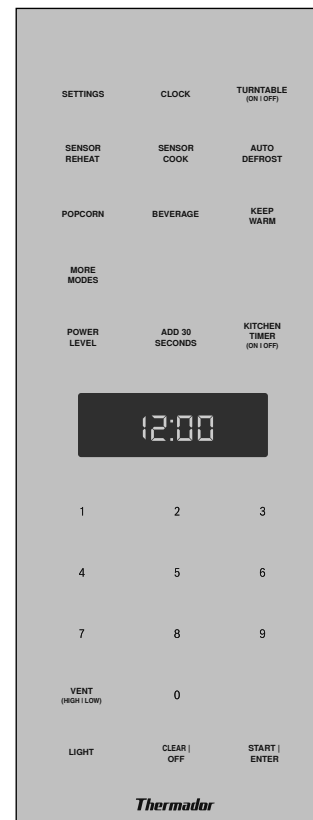 SETTINGS CLOCK TURNTABLE
(ON | OFF)
SENSOR SENSOR AUTO
REHEAT COOK DEFROST
POPCORN BEVERAGE KEEP
WARM
MORE
MODES
POWER ADD 30 KITCHEN
LEVEL SECONDS TIMER
(ON | OFF)
12:00
1 2 3
4 5 6
7 8 9
VENT 0
(HIGH | LOW)
LIGHT CLEAR | START |
OFF ENTER
Thermador